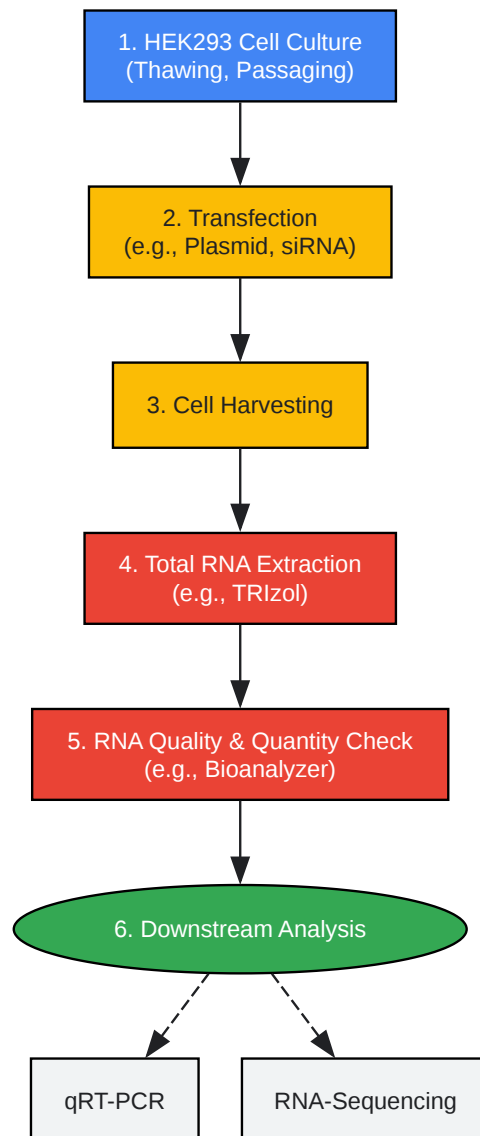 1. HEK293 Cell Culture
(Thawing, Passaging)
2. Transfection
(e.g., Plasmid, siRNA)
3. Cell Harvesting
4. Total RNA Extraction
(e.g., TRIzol)
5. RNA Quality & Quantity Check
(e.g., Bioanalyzer)
6. Downstream Analysis
qRT-PCR
RNA-Sequencing